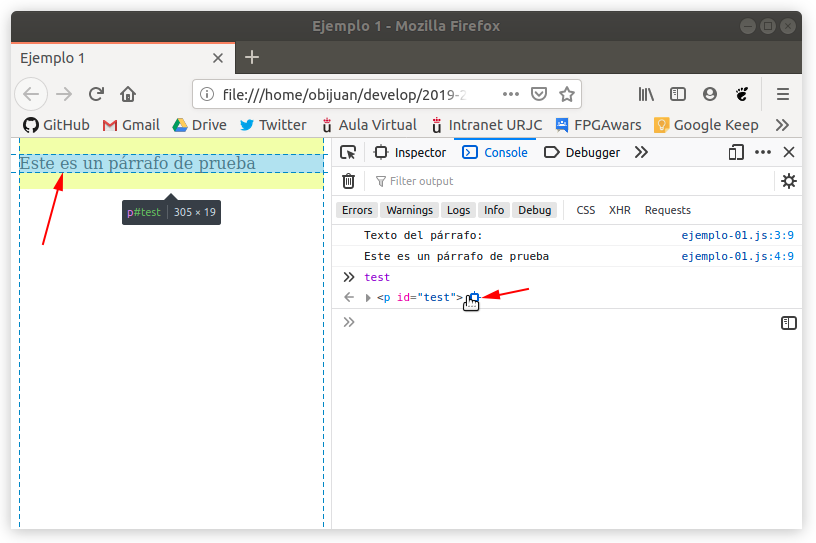 Ejemplo 1 - Mozilla Firefox
Ejemplo 1
file:///home/obijuan/develop/2019-2
GitHub Gmail Drive Twitter Aula Virtual Intranet URJC FPGAwars Google Keep
Este es un párrafo de prueba
p#test 305 × 19
Inspector Console Debugger
Filter output
Errors Warnings Logs Info Debug CSS XHR Requests
Texto del párrafo: ejemplo-01.js:3:9
Este es un párrafo de prueba ejemplo-01.js:4:9
test
<p id="test">